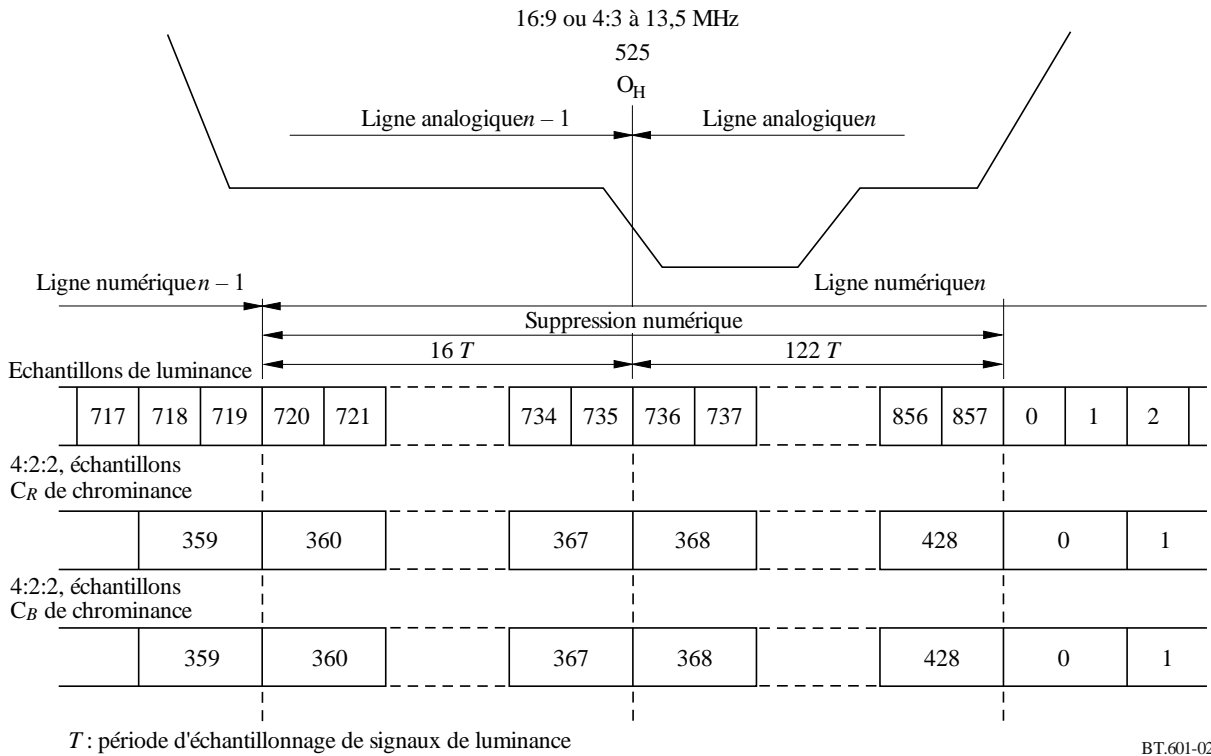 16:9 ou 4:3 à 13,5 MHz
525
O_H
Ligne analogique n – 1
Ligne analogique n
Ligne numérique n – 1
Ligne numérique n
Suppression numérique
16 T
122 T
Echantillons de luminance
717 718 719 720 721 734 735 736 737 856 857 0 1 2
4:2:2, échantillons
C_R de chrominance
359 360 367 368 428 0 1
4:2:2, échantillons
C_B de chrominance
359 360 367 368 428 0 1
T : période d'échantillonnage de signaux de luminance
BT.601-02